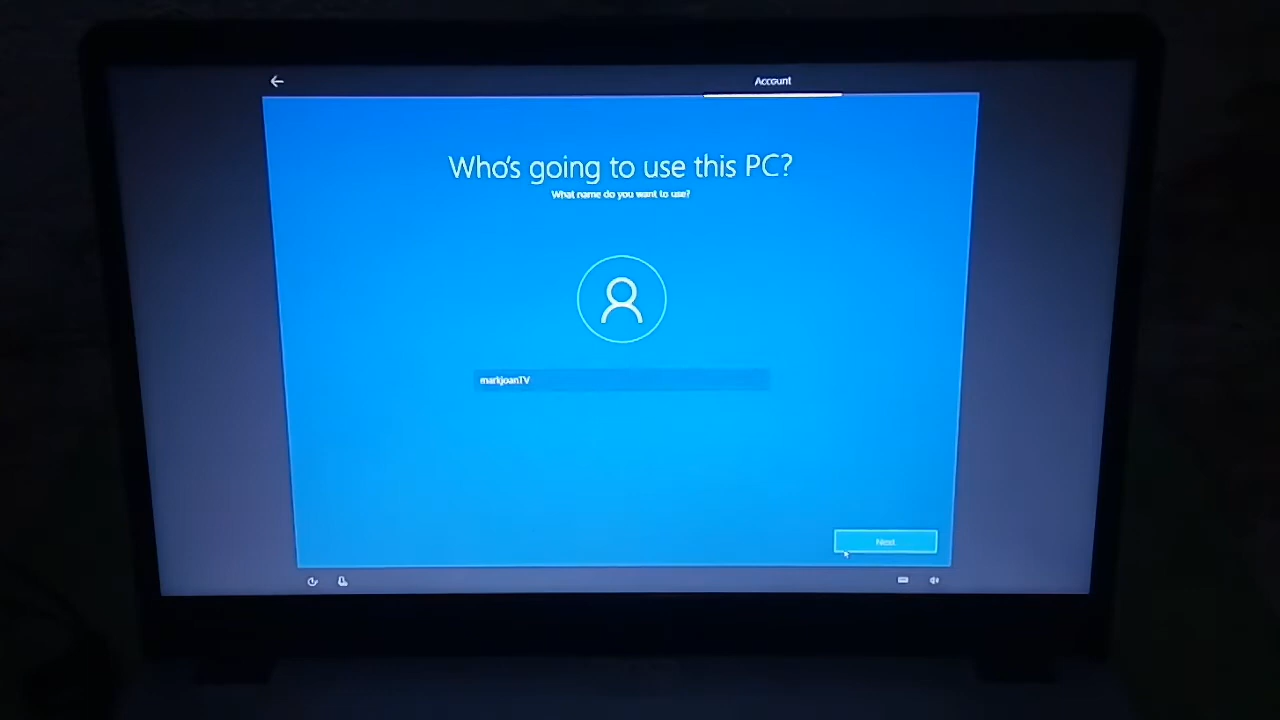 Account
Who's going to use this PC?
What name do you want to use?
markjoanTV
Next